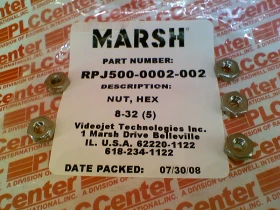 MARSH®
PART NUMBER:
RPJ500-0002-002
DESCRIPTION:
NUT, HEX
8-32 (5)
Videojet Technologies Inc.
1 Marsh Drive Belleville
IL. U.S.A. 62220-1122
618-234-1122
DATE PACKED: 07/30/08